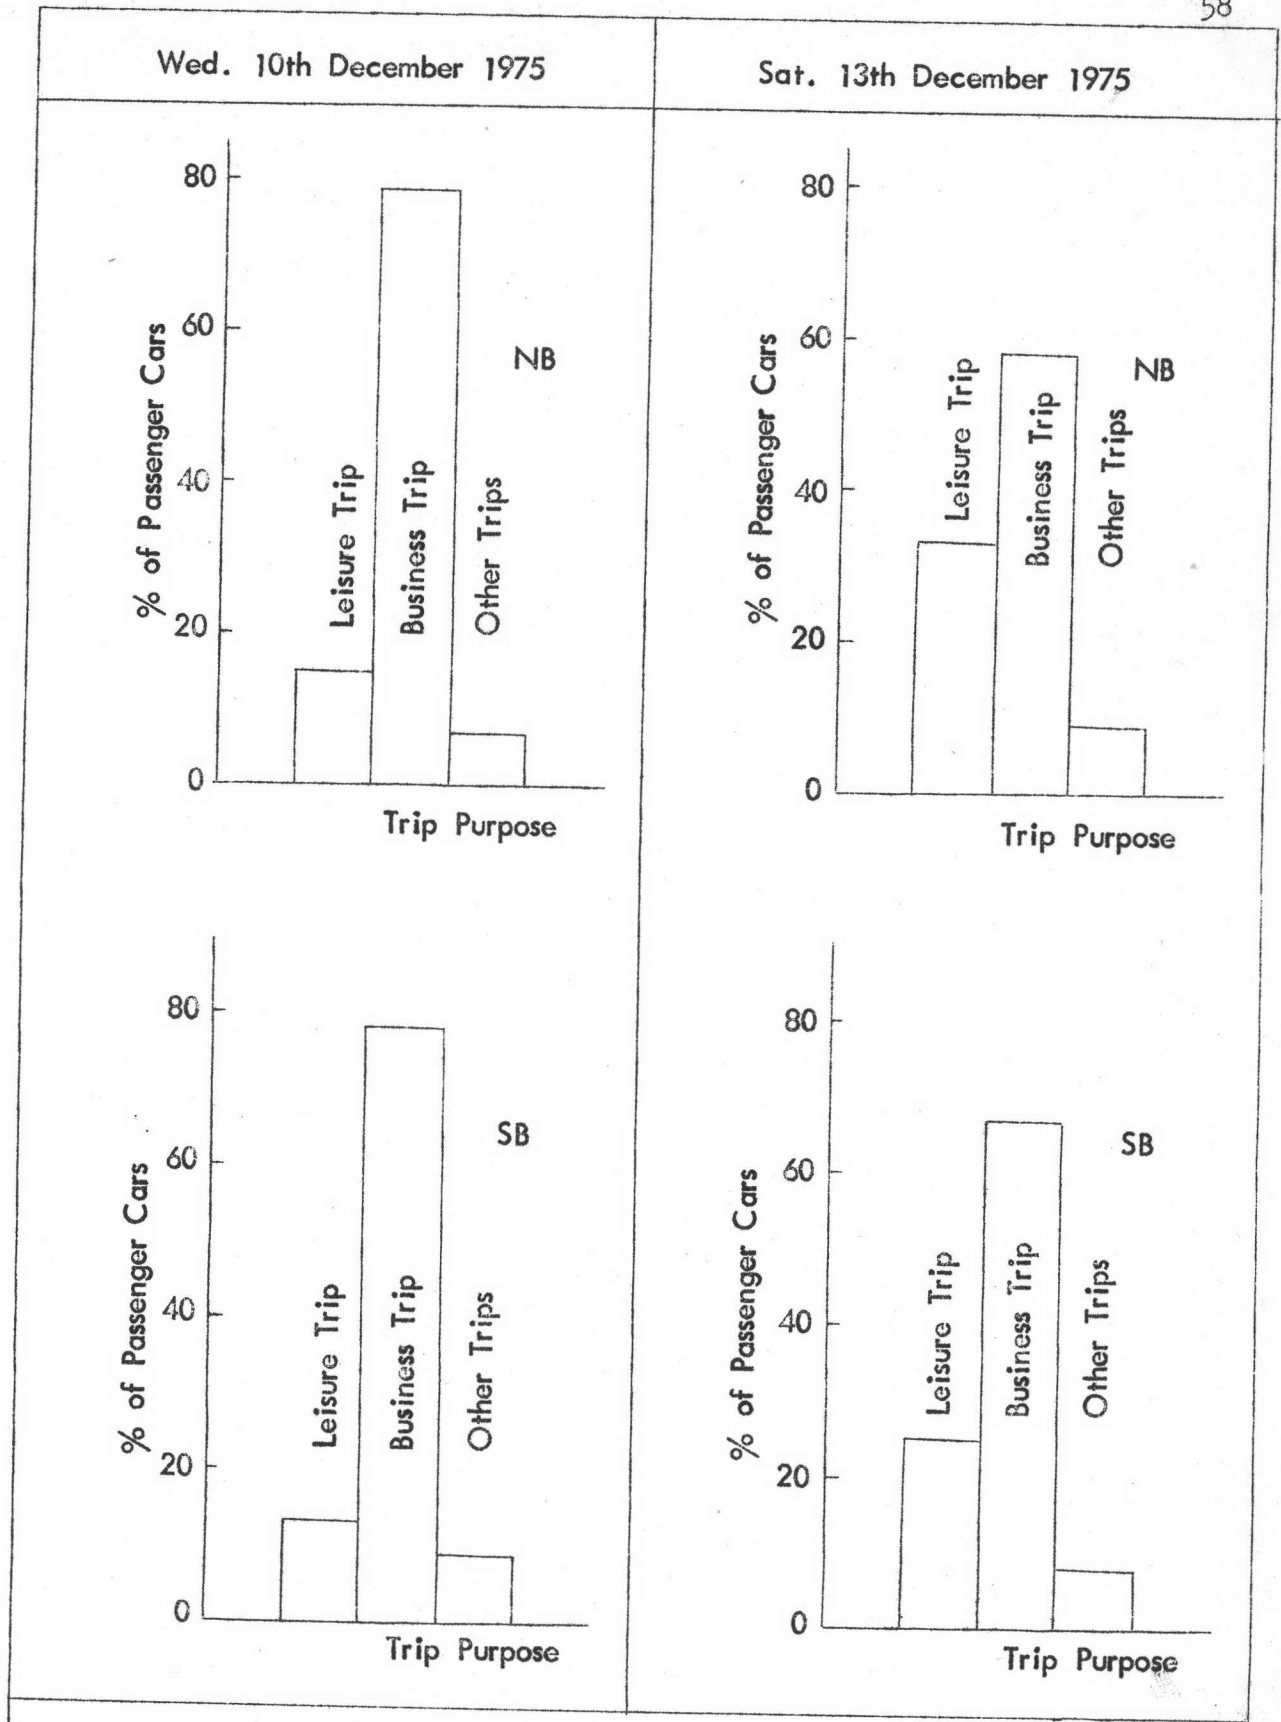 58
Wed. 10th December 1975
Sat. 13th December 1975
80
60
40
20
0
% of Passenger Cars
Leisure Trip
Business Trip
Other Trips
NB
Trip Purpose
80
60
40
20
0
% of Passenger Cars
Leisure Trip
Business Trip
Other Trips
NB
Trip Purpose
80
60
40
20
0
% of Passenger Cars
Leisure Trip
Business Trip
Other Trips
SB
Trip Purpose
80
60
40
20
0
% of Passenger Cars
Leisure Trip
Business Trip
Other Trips
SB
Trip Purpose